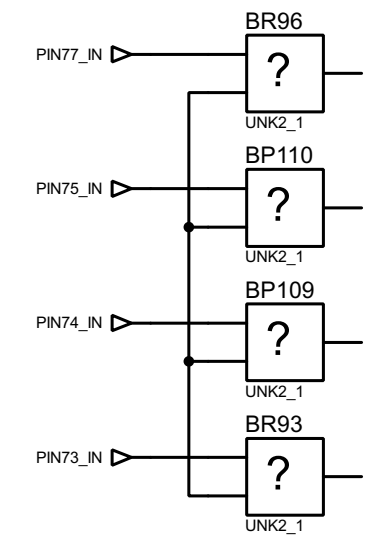 BR96
PIN77_IN
?
UNK2_1
BP110
PIN75_IN
?
UNK2_1
BP109
PIN74_IN
?
UNK2_1
BR93
PIN73_IN
?
UNK2_1